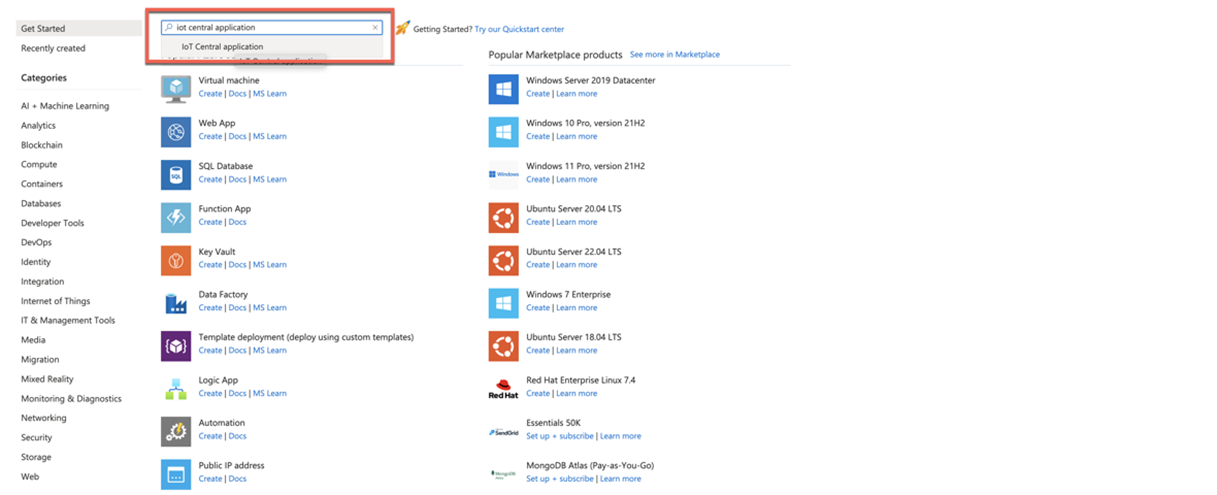 Get Started
Recently created
Categories
AI + Machine Learning
Analytics
Blockchain
Compute
Containers
Databases
Developer Tools
DevOps
Identity
Integration
Internet of Things
IT & Management Tools
Media
Migration
Mixed Reality
Monitoring & Diagnostics
Networking
Security
Storage
Web
iot central application
IoT Central application
IoT Central application
Getting Started? Try our Quickstart center
Virtual machine
Create | Docs | MS Learn
Web App
Create | Docs | MS Learn
SQL Database
Create | Docs | MS Learn
Function App
Create | Docs
Key Vault
Create | Docs | MS Learn
Data Factory
Create | Docs | MS Learn
Template deployment (deploy using custom templates)
Create | Docs | MS Learn
Logic App
Create | Docs | MS Learn
Automation
Create | Docs
Public IP address
Create | Docs
SQL
Popular Marketplace products See more in Marketplace
Windows Server 2019 Datacenter
Create | Learn more
Windows 10 Pro, version 21H2
Create | Learn more
Windows
Windows 11 Pro, version 21H2
Create | Learn more
Ubuntu Server 20.04 LTS
Create | Learn more
Ubuntu Server 22.04 LTS
Create | Learn more
Windows 7 Enterprise
Create | Learn more
Ubuntu Server 18.04 LTS
Create | Learn more
Red Hat
Red Hat Enterprise Linux 7.4
Create | Learn more
SendGrid
Essentials 50K
Set up + subscribe | Learn more
MongoDB
MongoDB Atlas (Pay-as-You-Go)
Set up + subscribe | Learn more